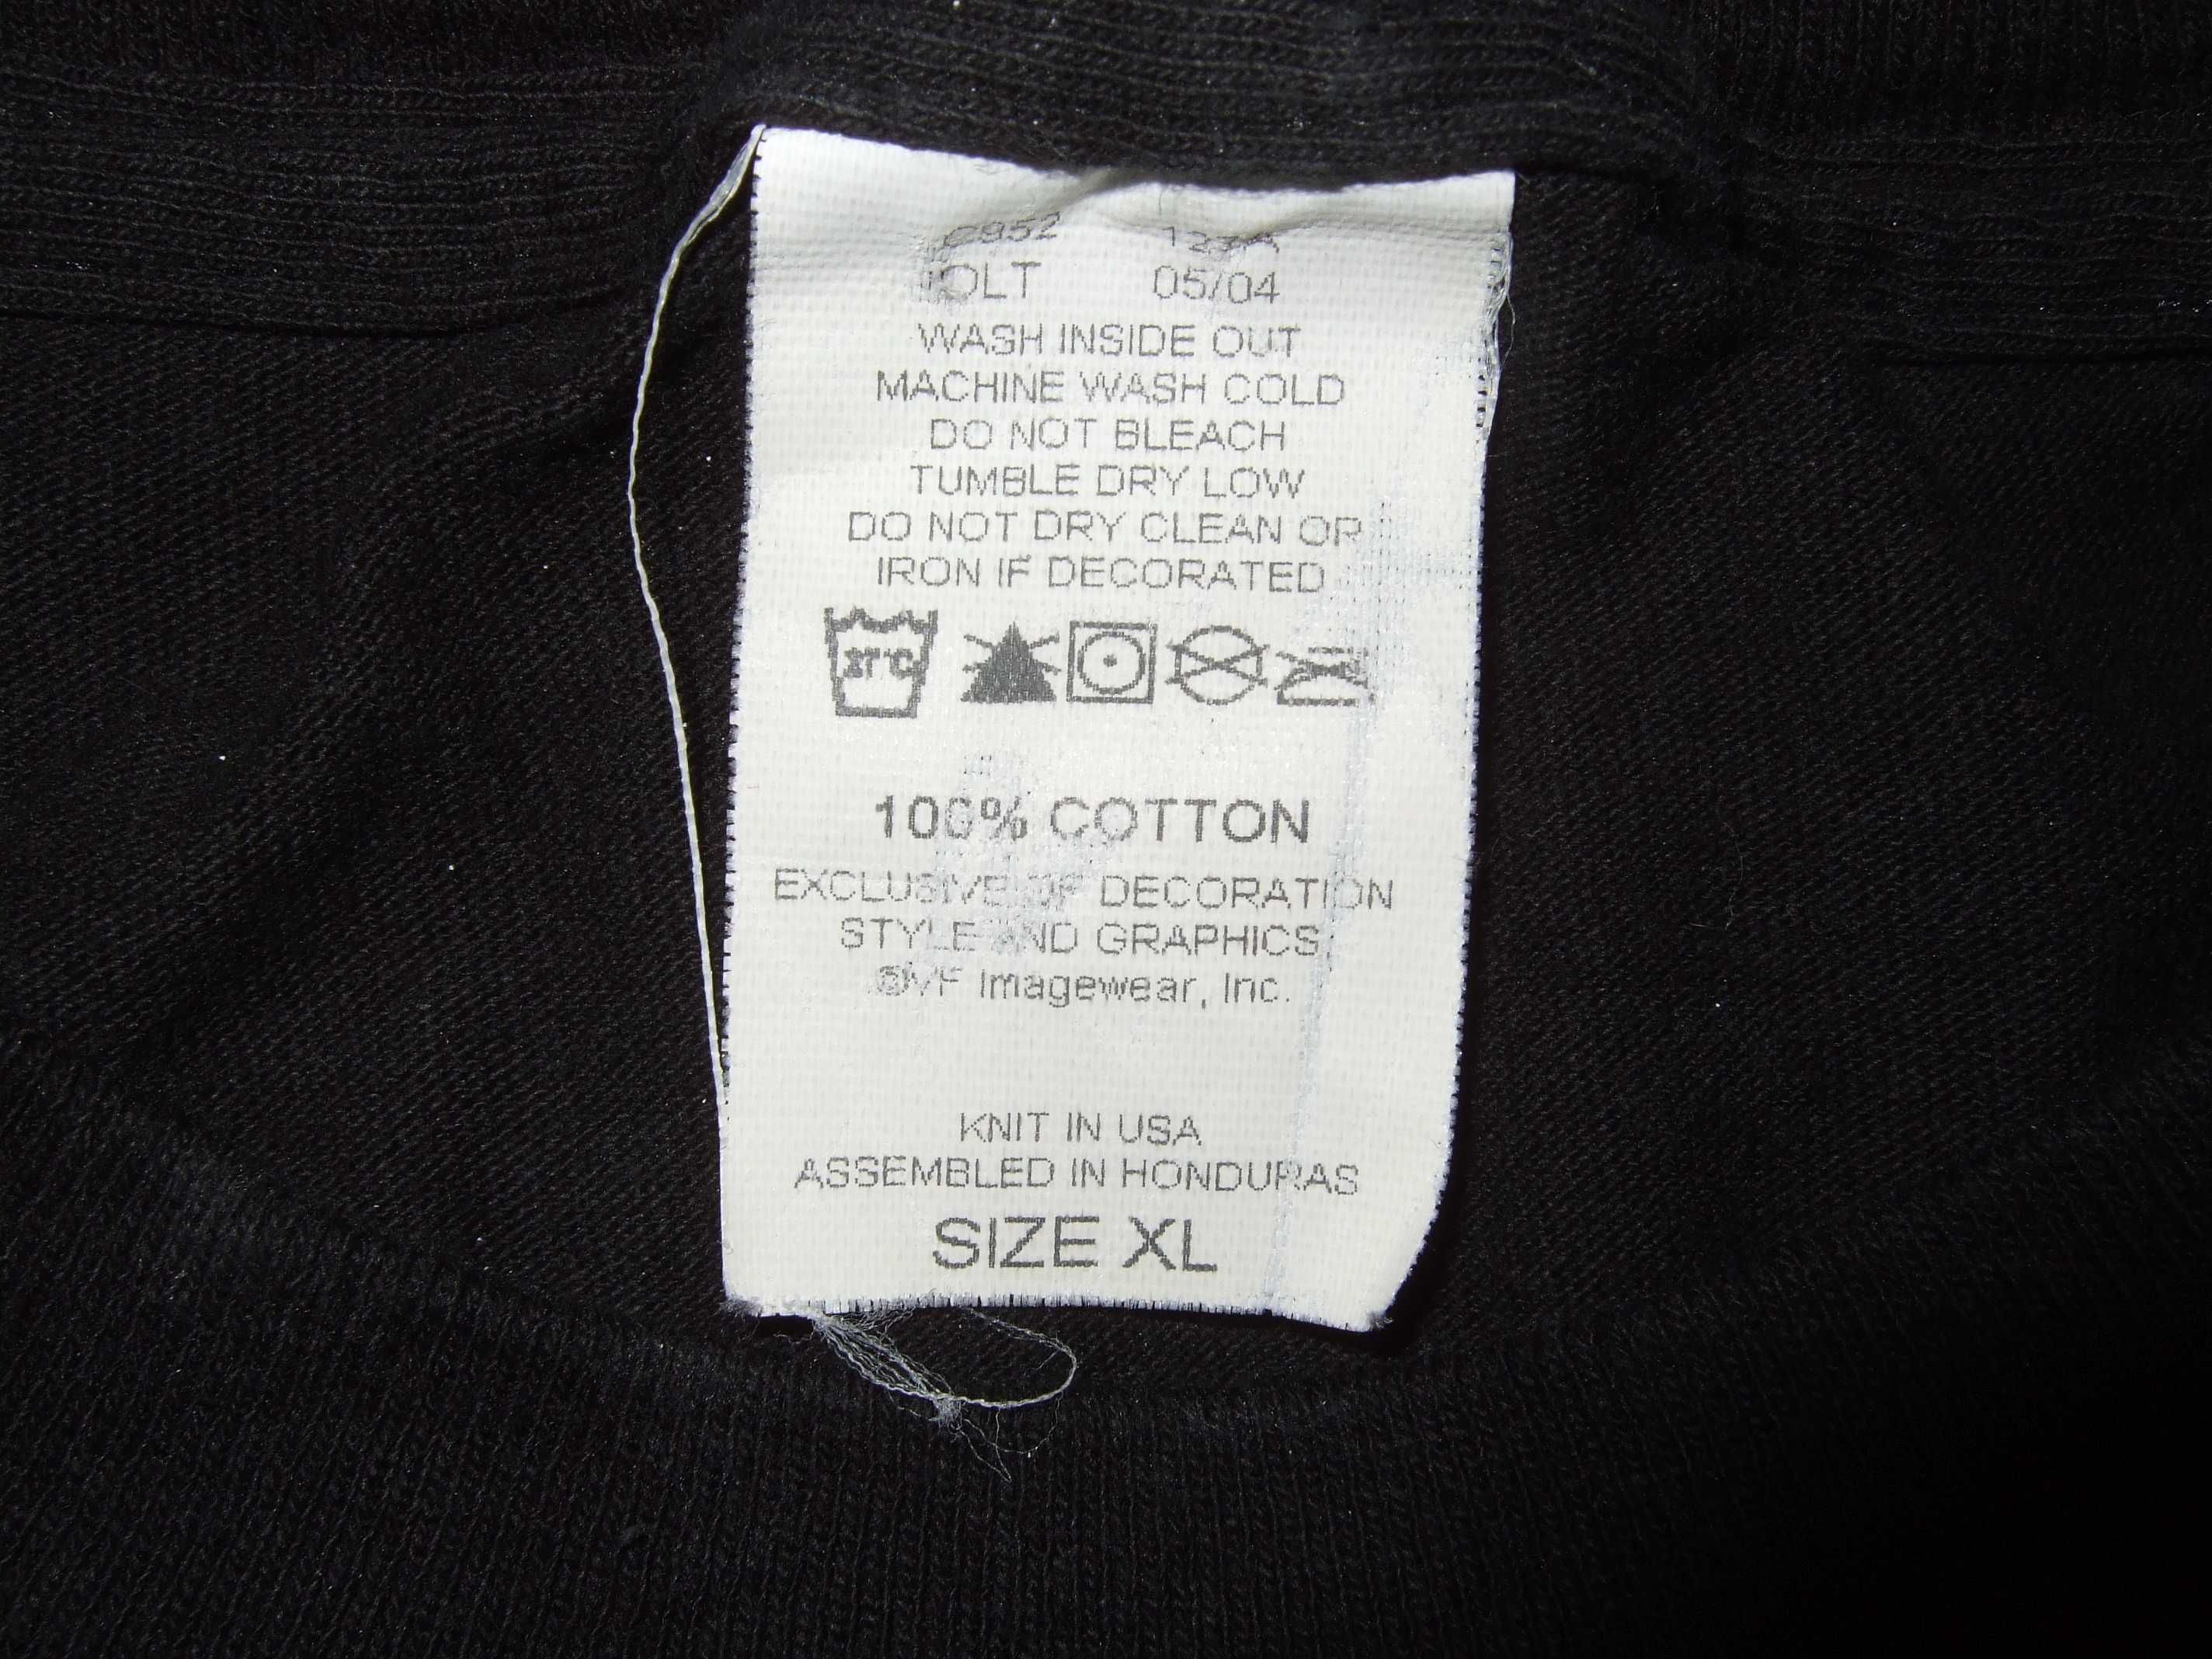 05/04
WASH INSIDE OUT
MACHINE WASH COLD
DO NOT BLEACH
TUMBLE DRY LOW
DO NOT DRY CLEAN OR
IRON IF DECORATED
100% COTTON
EXCLUSIVE OF DECORATION
STYLE AND GRAPHICS
©VF Imagewear, Inc.
KNIT IN USA
ASSEMBLED IN HONDURAS
SIZE XL